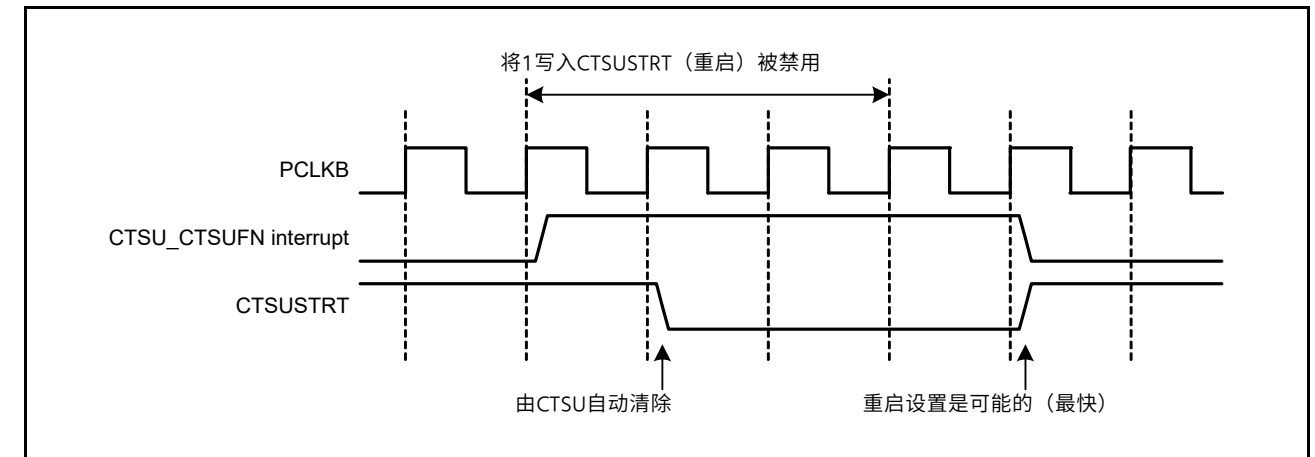 将1写入CTSUSTRT（重启）被禁用
PCLKB
CTSU_CTSUFN interrupt
CTSUSTRT
由CTSU自动清除
重启设置是可能的（最快）